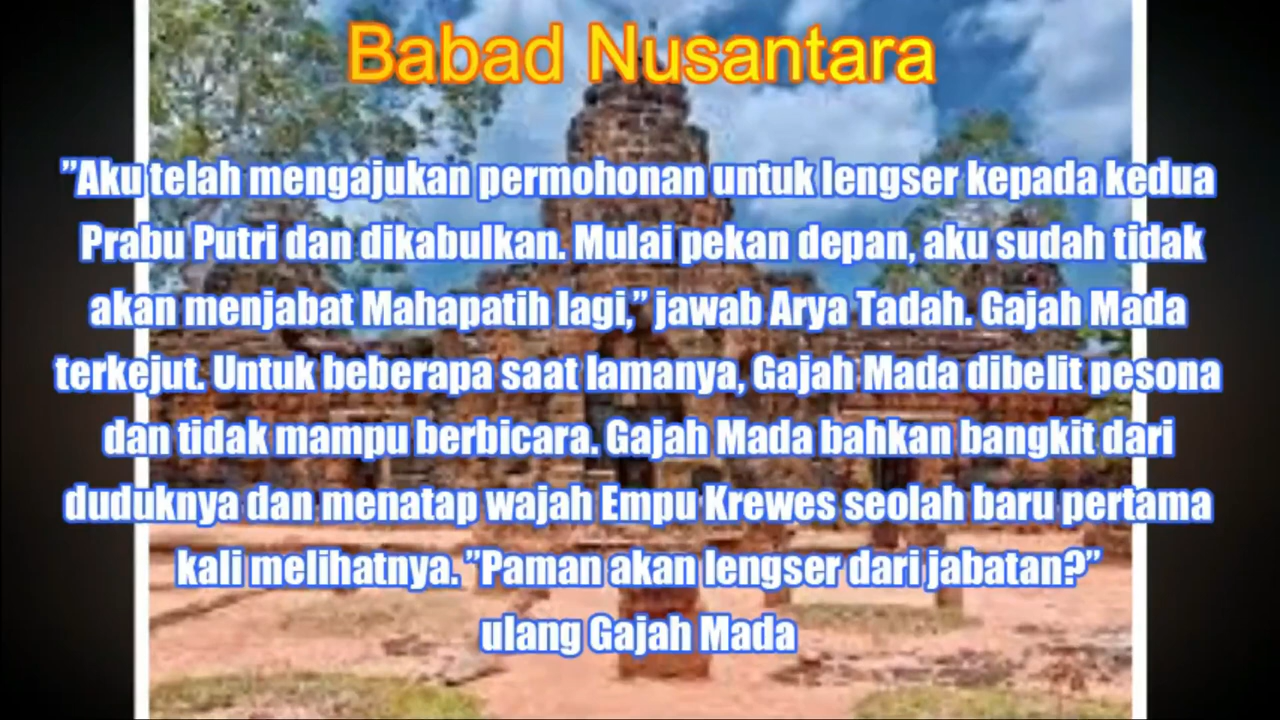 Babad Nusantara
”Aku telah mengajukan permohonan untuk lengser kepada kedua
Prabu Putri dan dikabulkan. Mulai pekan depan, aku sudah tidak
akan menjabat Mahapatih lagi,” jawab Arya Tadah. Gajah Mada
terkejut. Untuk beberapa saat lamanya, Gajah Mada dibelit pesona
dan tidak mampu berbicara. Gajah Mada bahkan bangkit dari
duduknya dan menatap wajah Empu Krewes seolah baru pertama
kali melihatnya. ”Paman akan lengser dari jabatan?”
ulang Gajah Mada